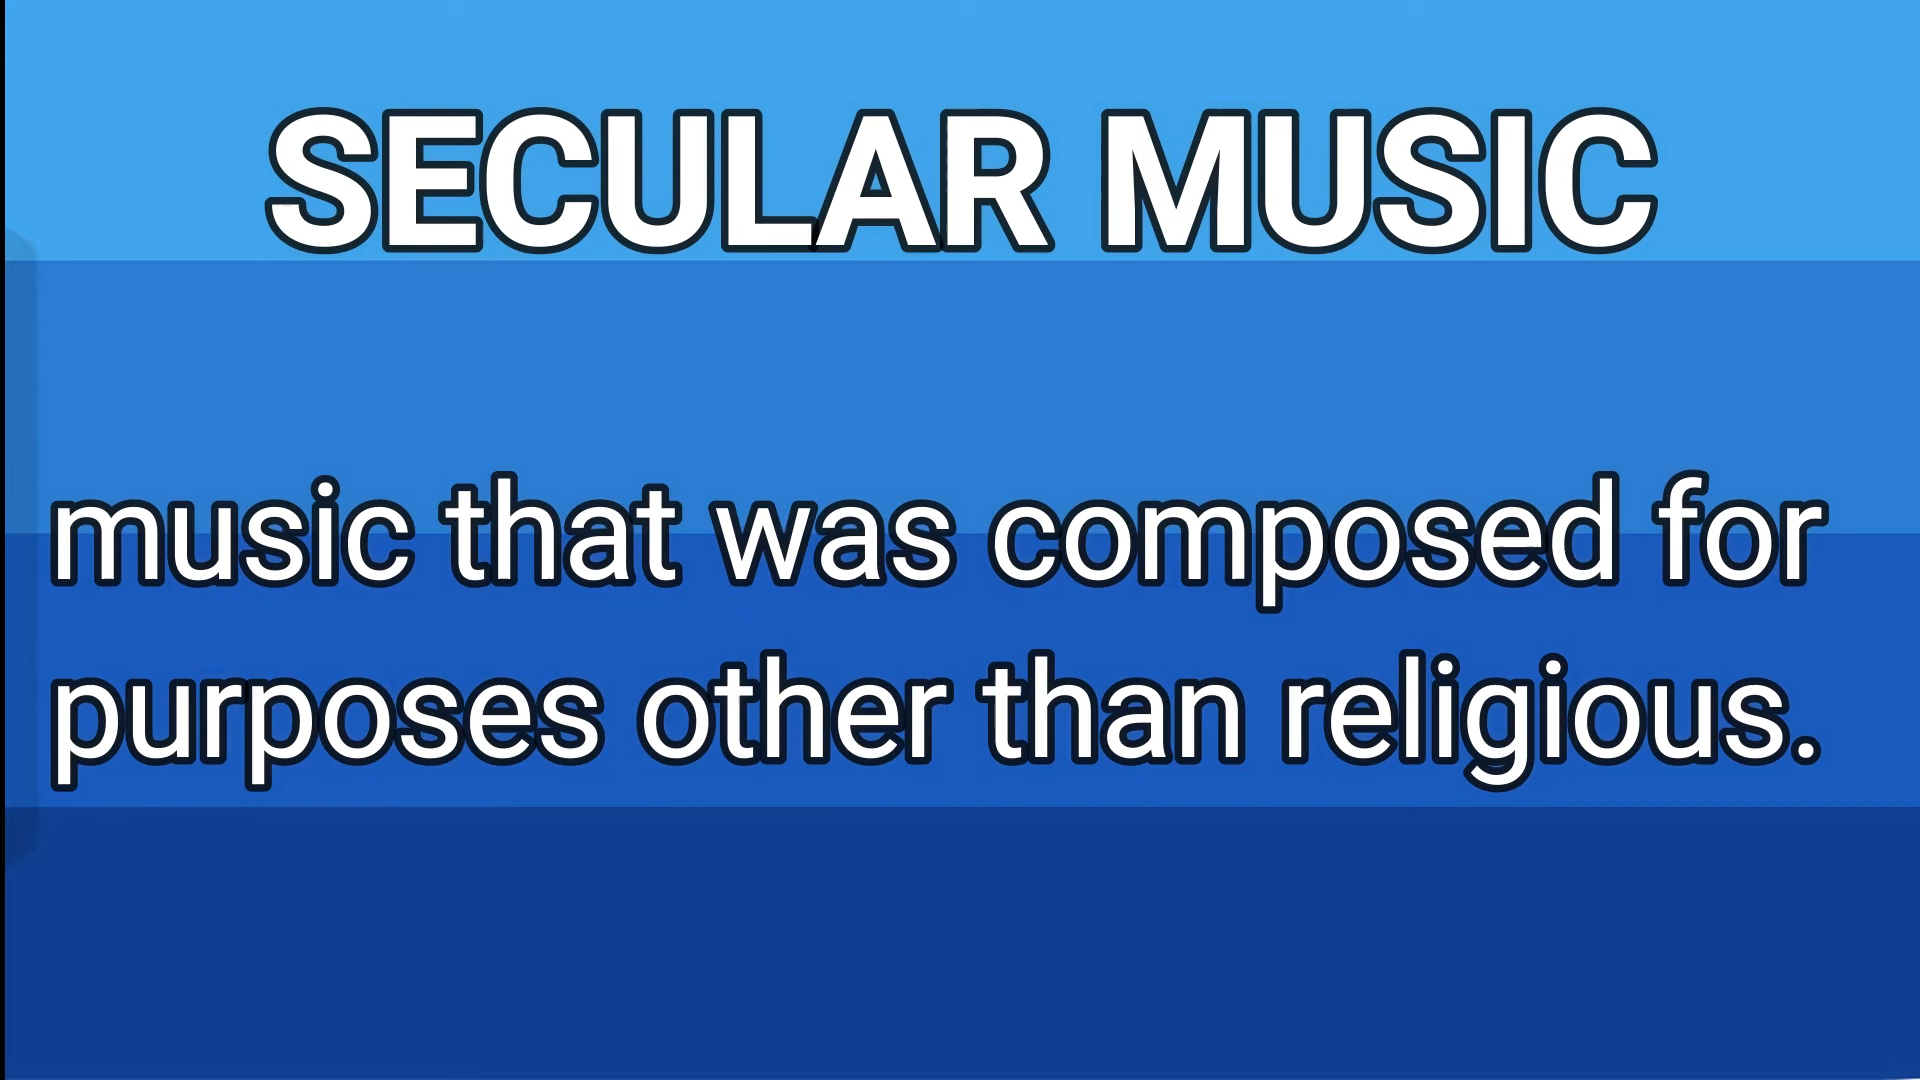 SECULAR MUSIC
music that was composed for
purposes other than religious.